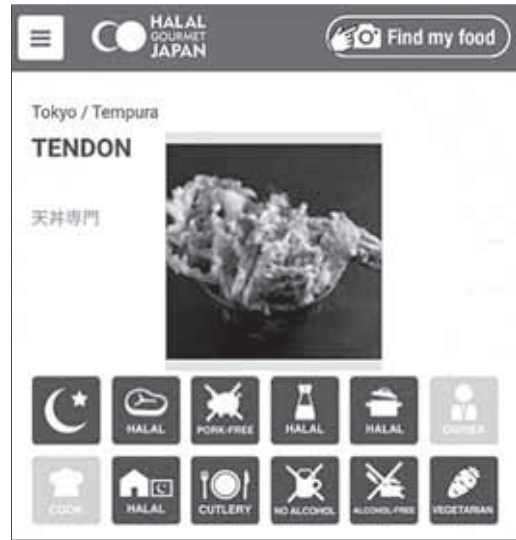 HALAL
GOURMET
JAPAN
Find my food
Tokyo / Tempura
TENDON
天丼専門
HALAL
PORK-FREE
HALAL
HALAL
OWNER
COOK
HALAL
CUTLERY
NO ALCOHOL
ALCOHOL-FREE
VEGETARIAN